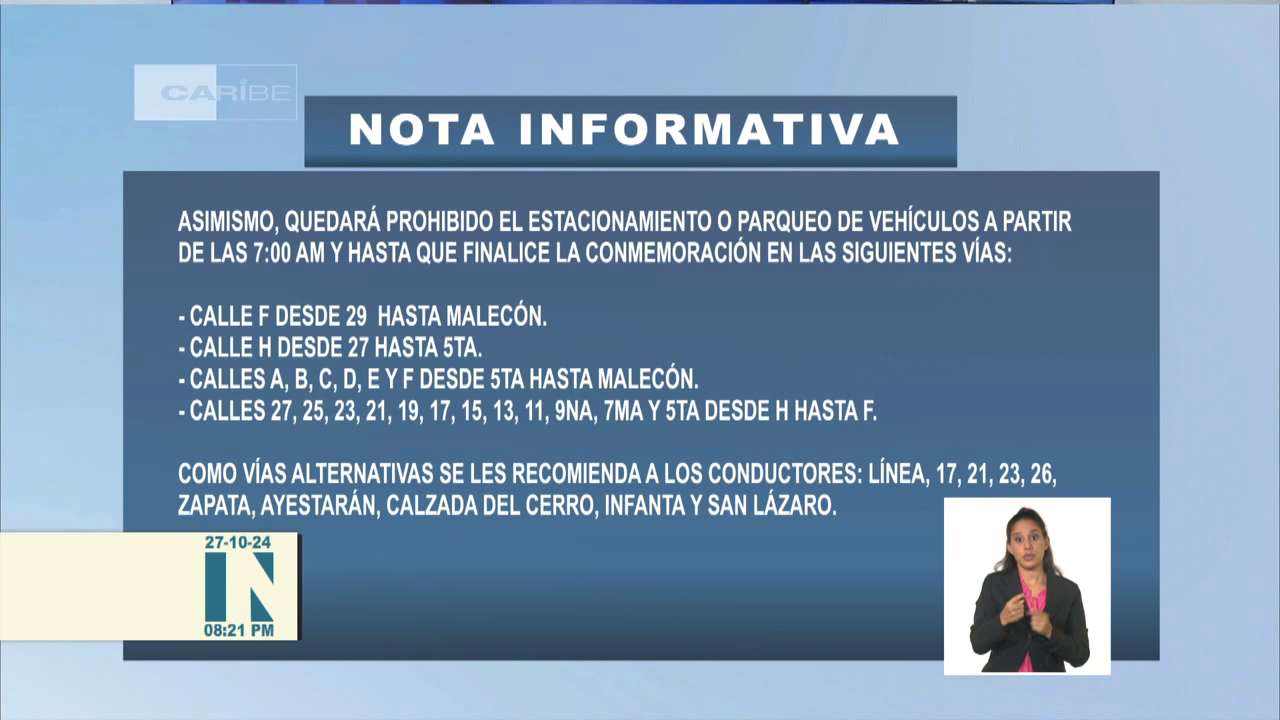 CARIBE
NOTA INFORMATIVA
ASIMISMO, QUEDARÁ PROHIBIDO EL ESTACIONAMIENTO O PARQUEO DE VEHÍCULOS A PARTIR
DE LAS 7:00 AM Y HASTA QUE FINALICE LA CONMEMORACIÓN EN LAS SIGUIENTES VÍAS:
- CALLE F DESDE 29 HASTA MALECÓN.
- CALLE H DESDE 27 HASTA 5TA.
- CALLES A, B, C, D, E Y F DESDE 5TA HASTA MALECÓN.
- CALLES 27, 25, 23, 21, 19, 17, 15, 13, 11, 9NA, 7MA Y 5TA DESDE H HASTA F.
COMO VÍAS ALTERNATIVAS SE LES RECOMIENDA A LOS CONDUCTORES: LÍNEA, 17, 21, 23, 26,
ZAPATA, AYESTARÁN, CALZADA DEL CERRO, INFANTA Y SAN LÁZARO.
27-10-24
N
08:21 PM